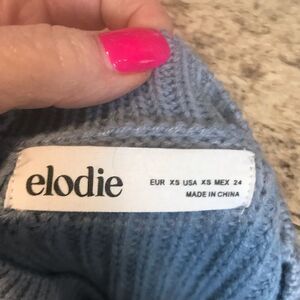 elodie
EUR XS USA XS MEX 24
MADE IN CHINA